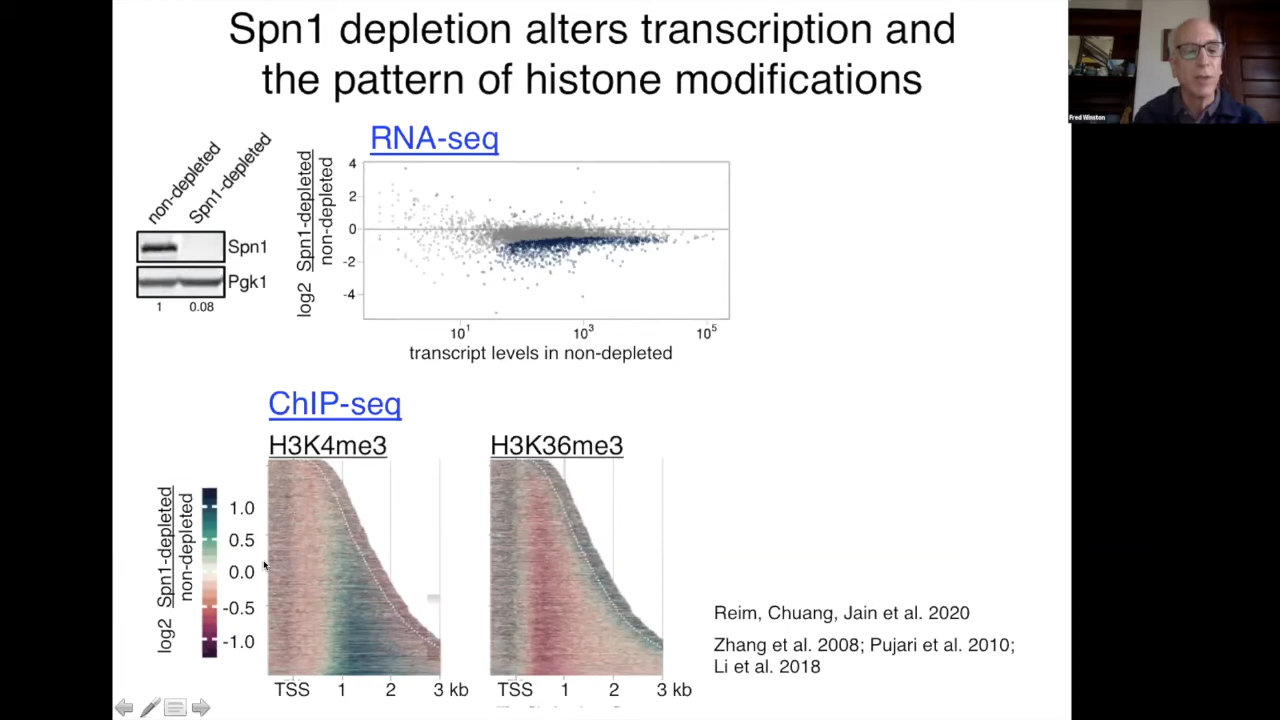 Spn1 depletion alters transcription and
the pattern of histone modifications
Fred Winston
non-depleted
Spn1-depleted
Spn1
Pgk1
1 0.08
RNA-seq
log2 Spn1-depleted
non-depleted
4
2
0
-2
-4
10¹ 10³ 10⁵
transcript levels in non-depleted
ChIP-seq
H3K4me3 H3K36me3
log2 Spn1-depleted
non-depleted
1.0
0.5
0.0
-0.5
-1.0
TSS 1 2 3 kb
TSS 1 2 3 kb
Reim, Chuang, Jain et al. 2020
Zhang et al. 2008; Pujari et al. 2010;
Li et al. 2018